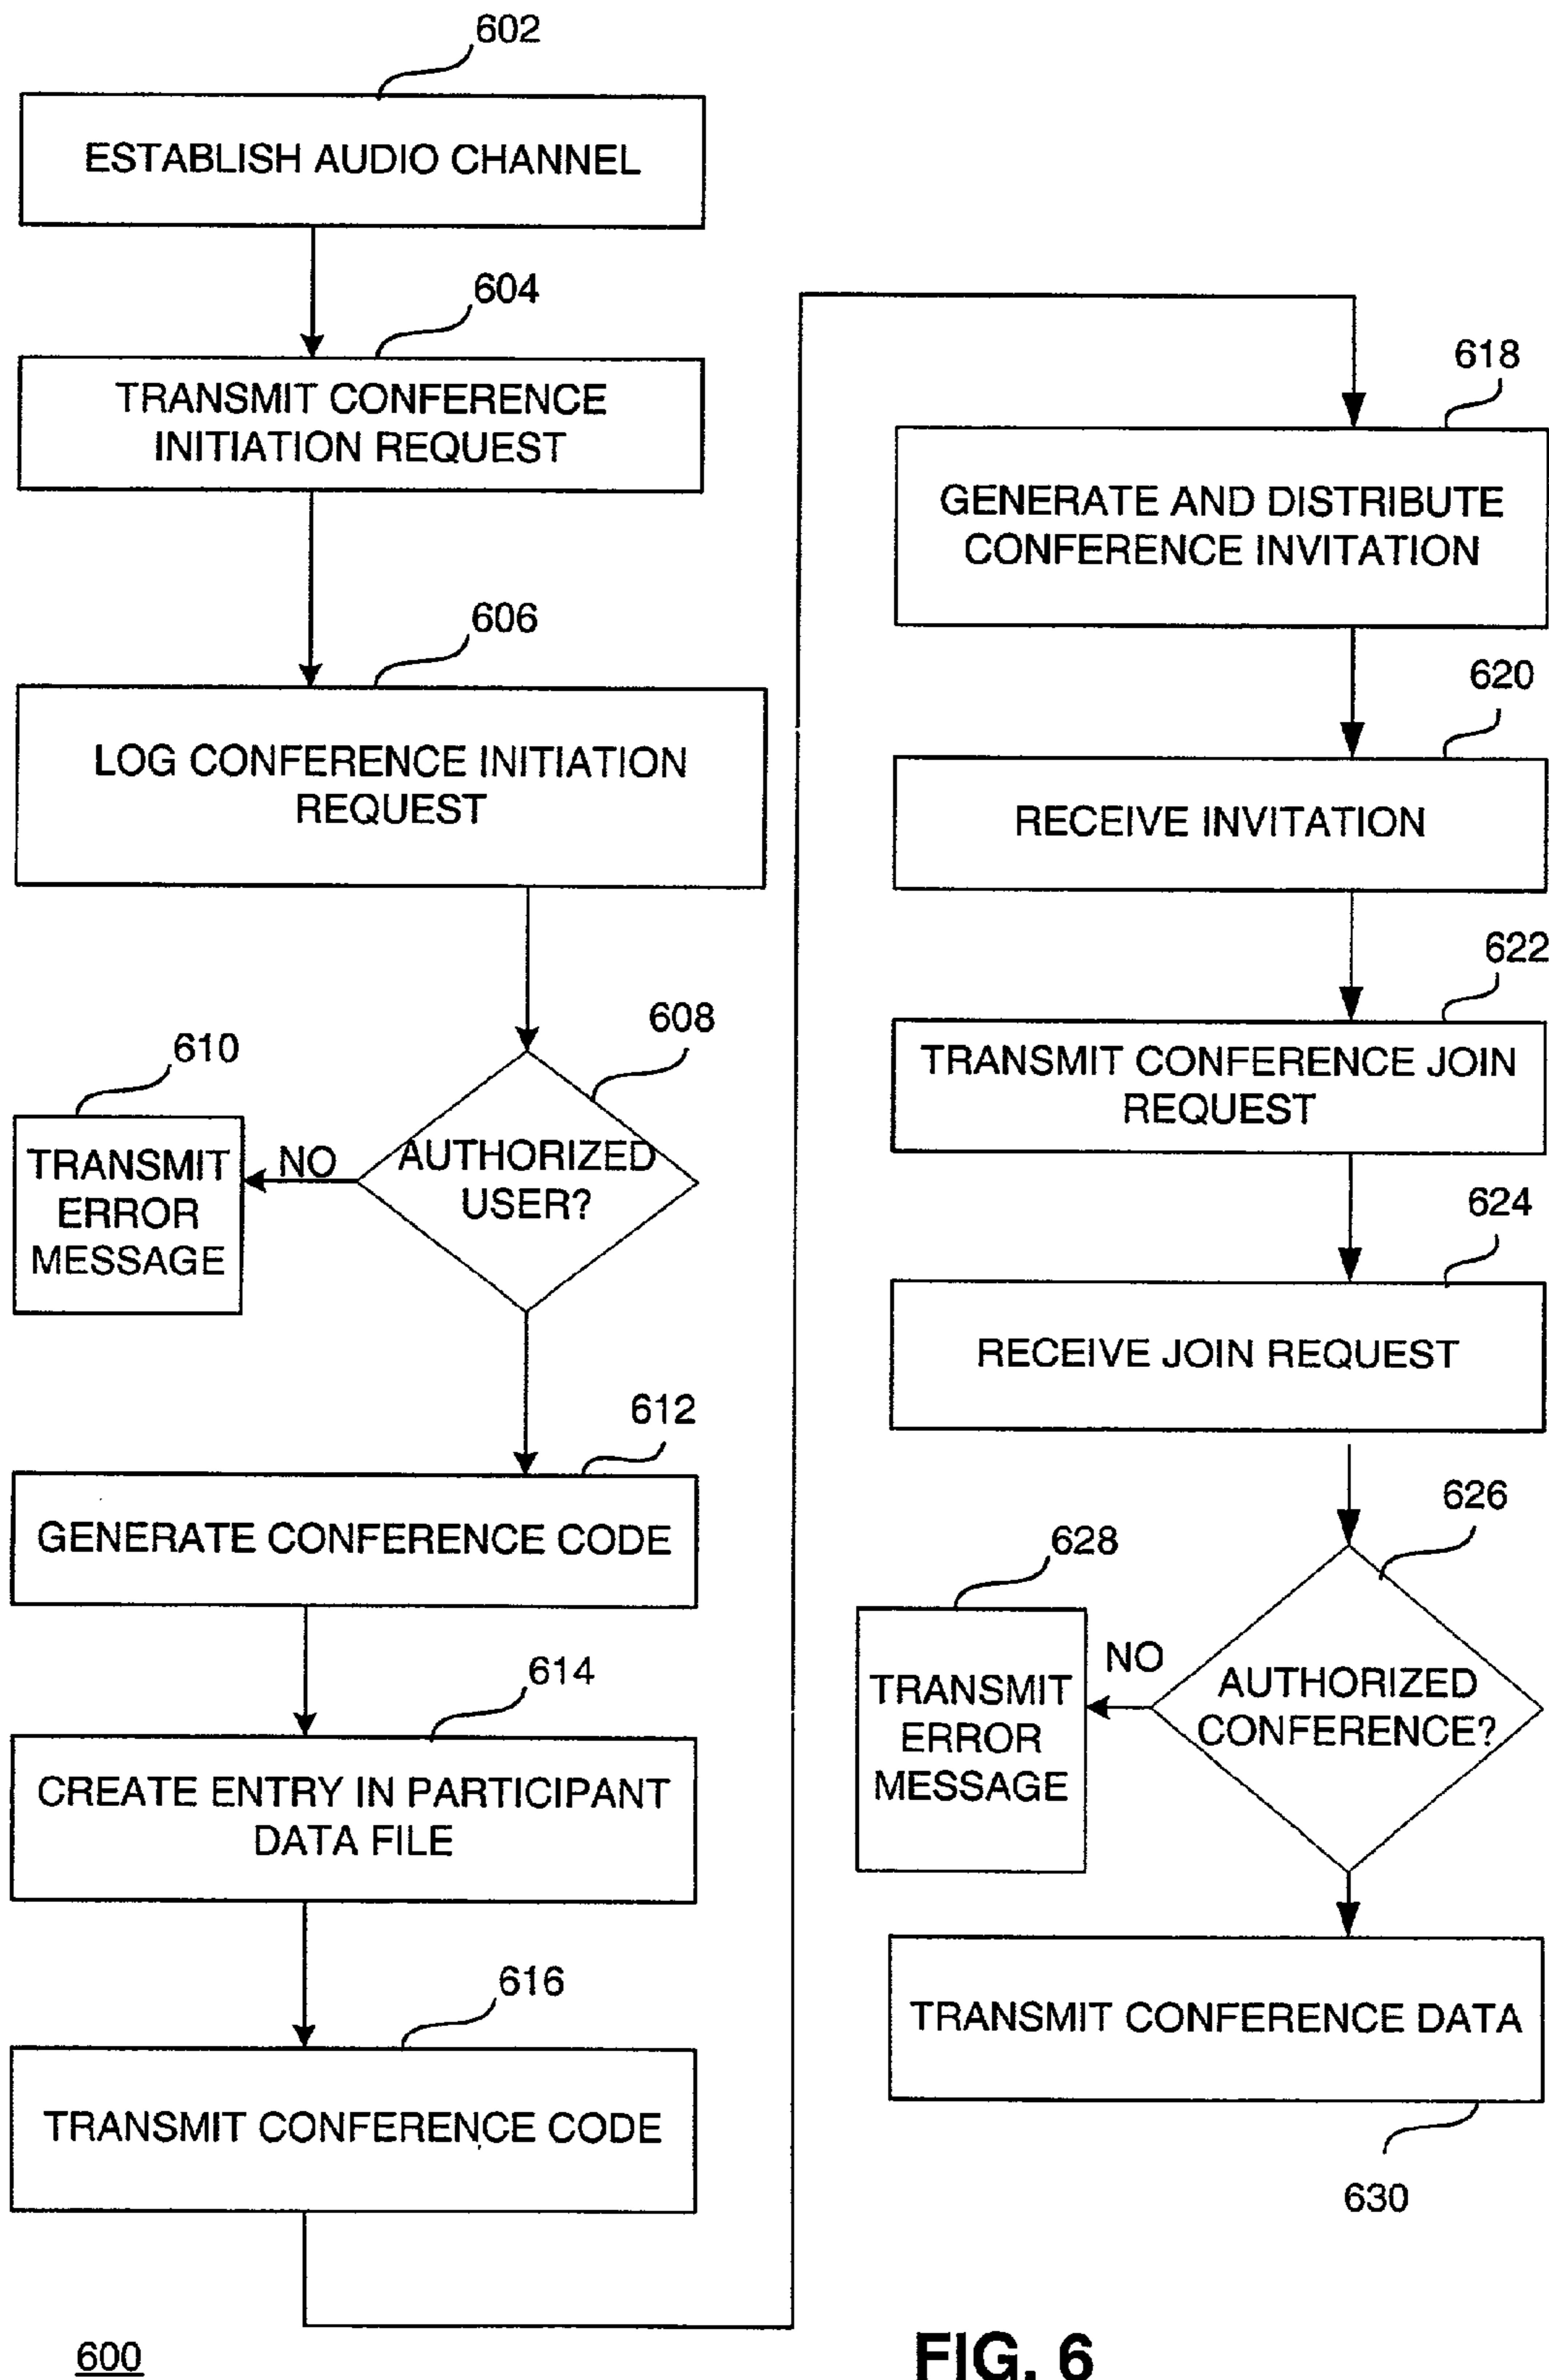 602
ESTABLISH AUDIO CHANNEL
604
TRANSMIT CONFERENCE
INITIATION REQUEST
606
LOG CONFERENCE INITIATION
REQUEST
608
AUTHORIZED
USER?
NO
610
TRANSMIT
ERROR
MESSAGE
612
GENERATE CONFERENCE CODE
614
CREATE ENTRY IN PARTICIPANT
DATA FILE
616
TRANSMIT CONFERENCE CODE
618
GENERATE AND DISTRIBUTE
CONFERENCE INVITATION
620
RECEIVE INVITATION
622
TRANSMIT CONFERENCE JOIN
REQUEST
624
RECEIVE JOIN REQUEST
626
AUTHORIZED
CONFERENCE?
NO
628
TRANSMIT
ERROR
MESSAGE
TRANSMIT CONFERENCE DATA
630
600
FIG. 6